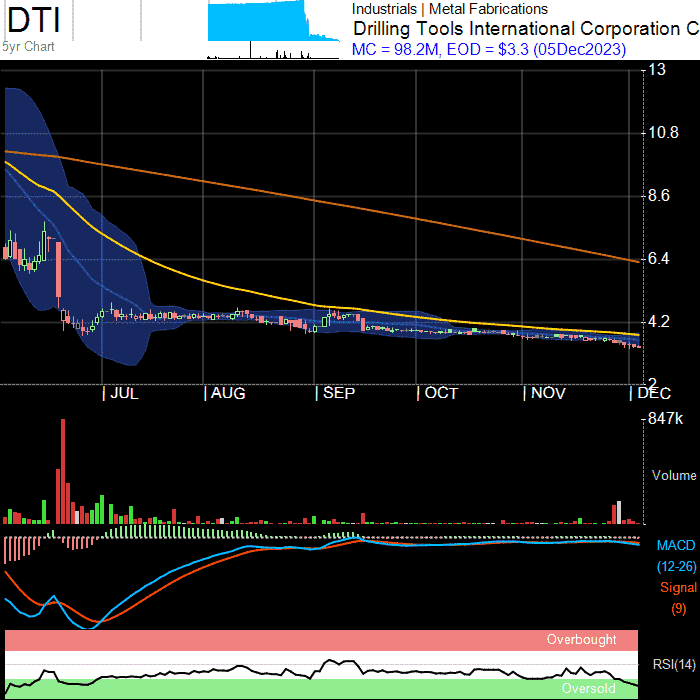 DTI
5yr Chart
Industrials | Metal Fabrications
Drilling Tools International Corporation C
MC = 98.2M, EOD = $3.3 (05Dec2023)
13
10.8
8.6
6.4
4.2
2
| JUL | AUG | SEP | OCT | NOV | DEC
847k
Volume
MACD
(12-26)
Signal
(9)
Overbought
RSI(14)
Oversold